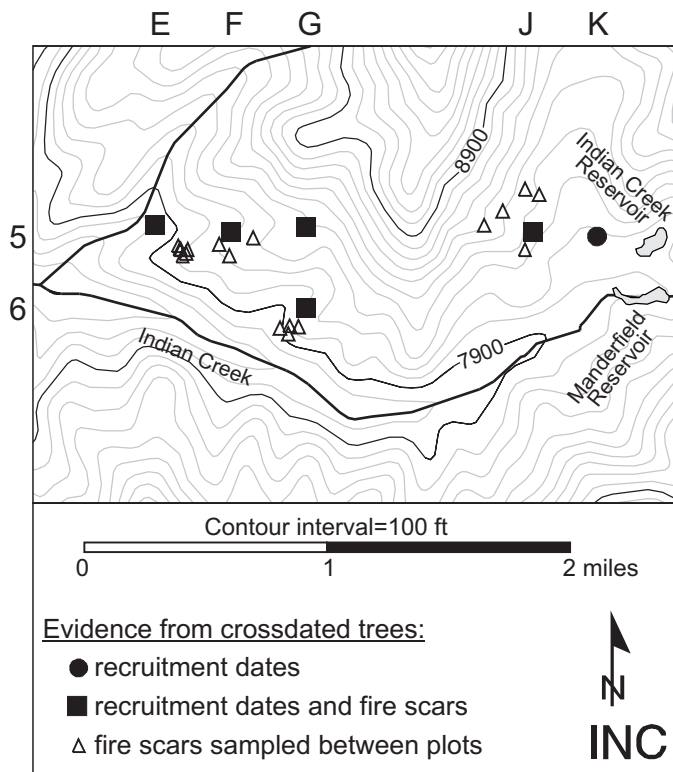 E F G J K
8900
Indian Creek
Reservoir
5
6
Indian Creek
7900
Manderfield
Reservoir
Contour interval=100 ft
0 1 2 miles
Evidence from crossdated trees:
recruitment dates
recruitment dates and fire scars
fire scars sampled between plots
N
INC